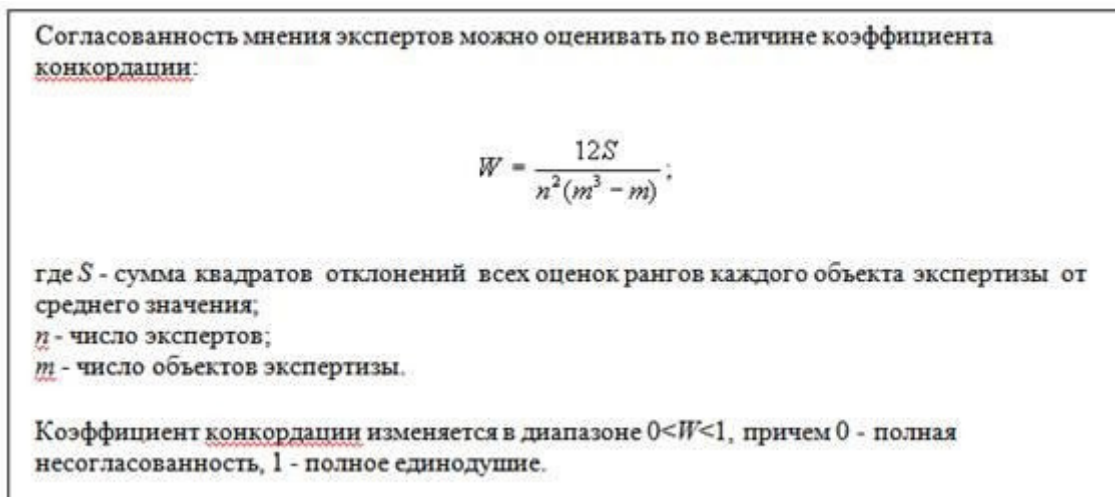 Согласованность мнения экспертов можно оценивать по величине коэффициента
конкордации:
W = 12S / n²(m³ − m) ;
где S - сумма квадратов отклонений всех оценок рангов каждого объекта экспертизы от
среднего значения;
n - число экспертов;
m - число объектов экспертизы.
Коэффициент конкордации изменяется в диапазоне 0<W<1, причем 0 - полная
несогласованность, 1 - полное единодушие.